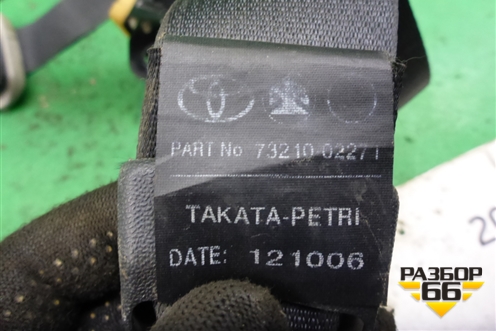 PART No 73210-02271
TAKATA-PETRI
DATE: 121006
РАЗБОР
66